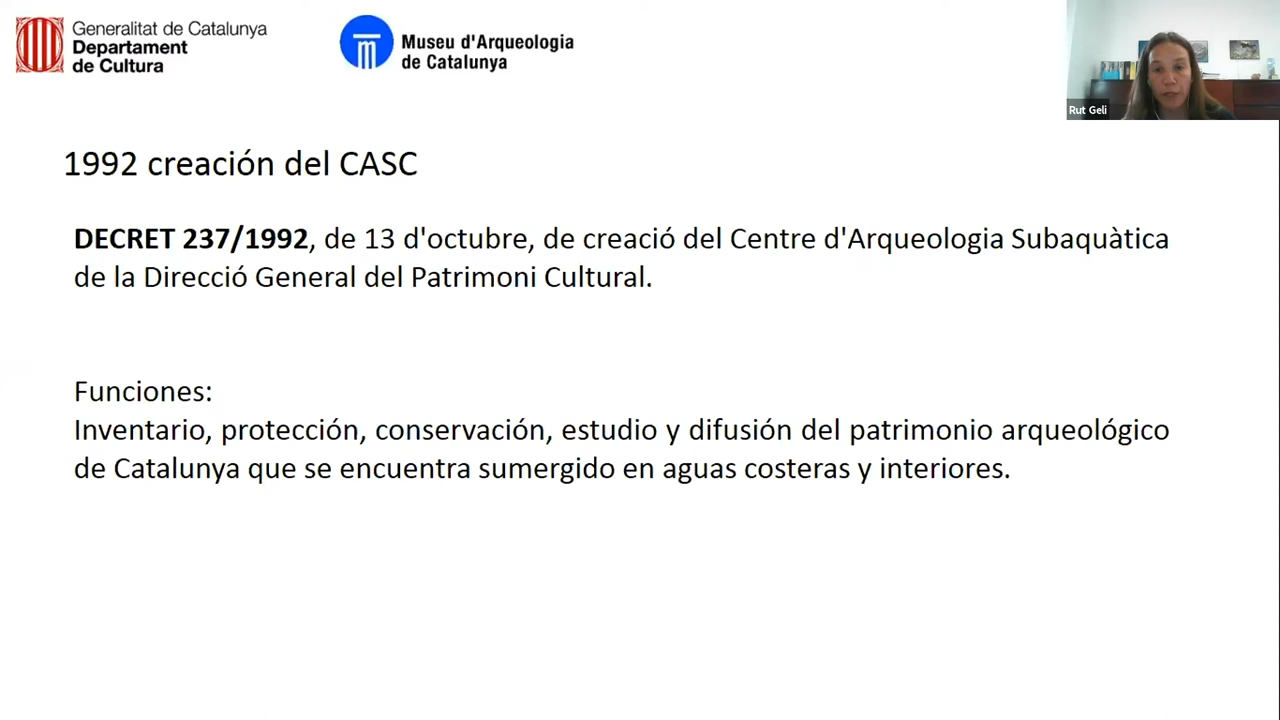 Generalitat de Catalunya
Departament
de Cultura
Museu d'Arqueologia
de Catalunya
Rut Geli
1992 creación del CASC
DECRET 237/1992, de 13 d'octubre, de creació del Centre d'Arqueologia Subaquàtica
de la Direcció General del Patrimoni Cultural.
Funciones:
Inventario, protección, conservación, estudio y difusión del patrimonio arqueológico
de Catalunya que se encuentra sumergido en aguas costeras y interiores.